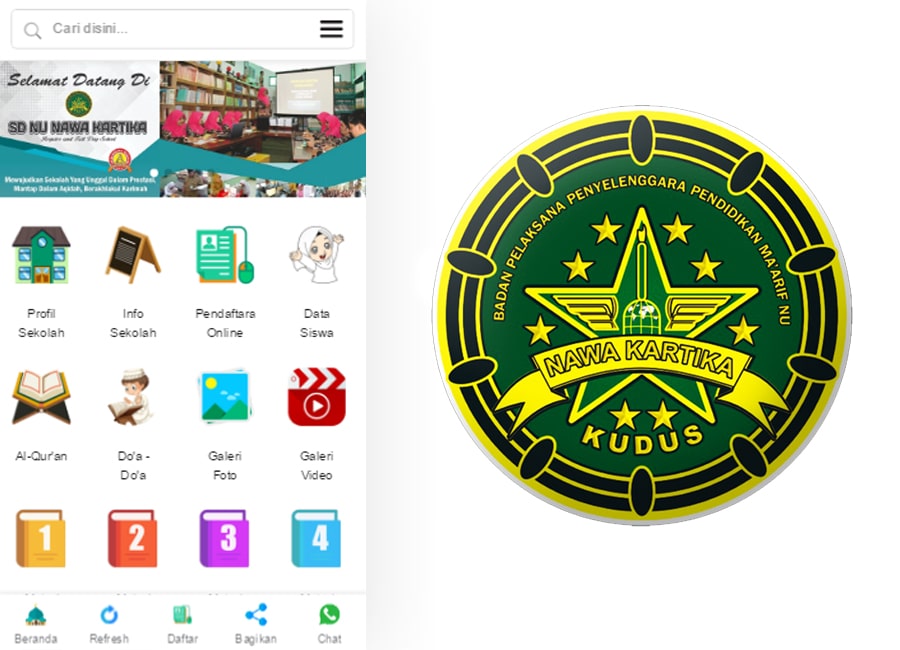 Cari disini...
Selamat Datang Di
SD NU NAWA KARTIKA
Reguler and Full Day School
Mewujudkan Sekolah Yang Unggul Dalam Prestasi,
Mantap Dalam Aqidah, Berakhlakul Karimah
Profil
Sekolah
Info
Sekolah
Pendaftara
Online
Data
Siswa
Al-Qur'an
Do'a -
Do'a
Galeri
Foto
Galeri
Video
1
2
3
4
Beranda
Refresh
Daftar
Bagikan
Chat
BADAN PELAKSANA PENYELENGGARA PENDIDIKAN MA'ARIF NU
NAWA KARTIKA
KUDUS